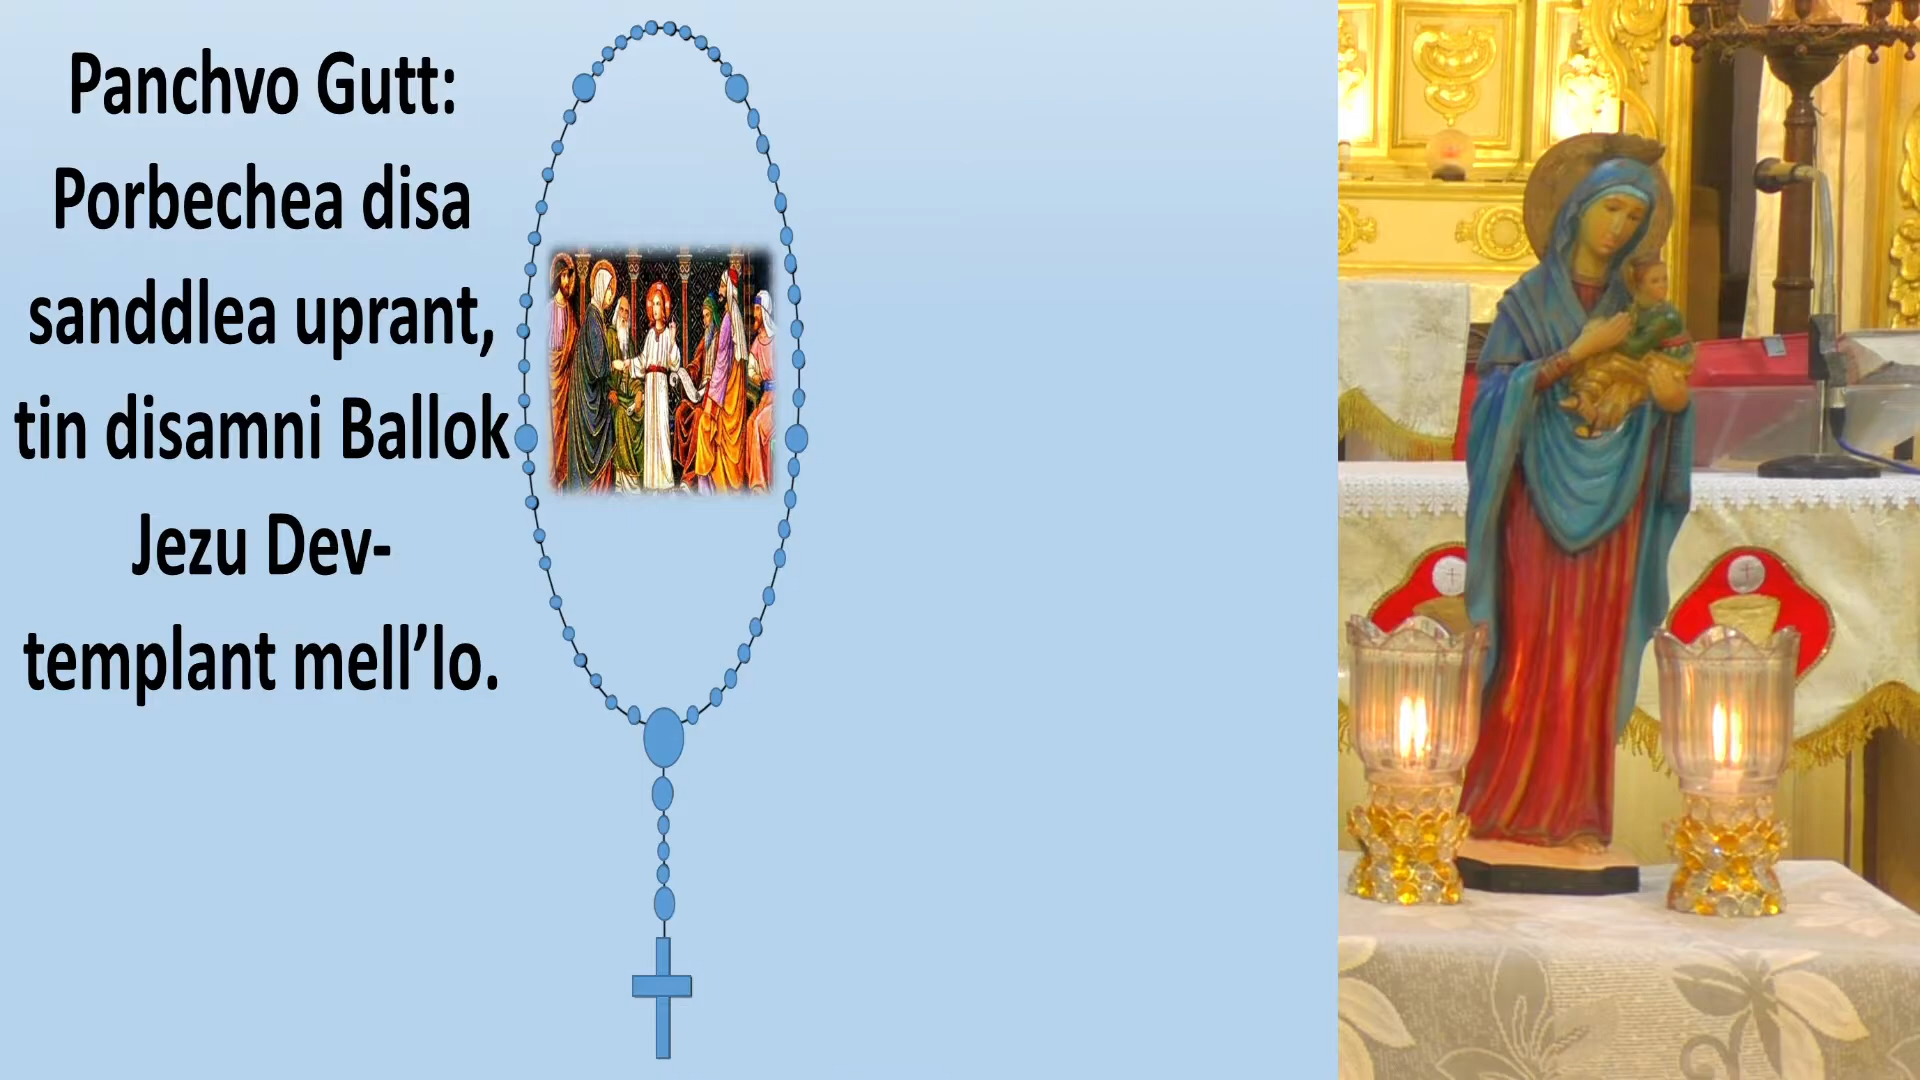 Panchvo Gutt:
Porbechea disa
sanddlea uprant,
tin disamni Ballok
Jezu Dev-
templant mell’lo.